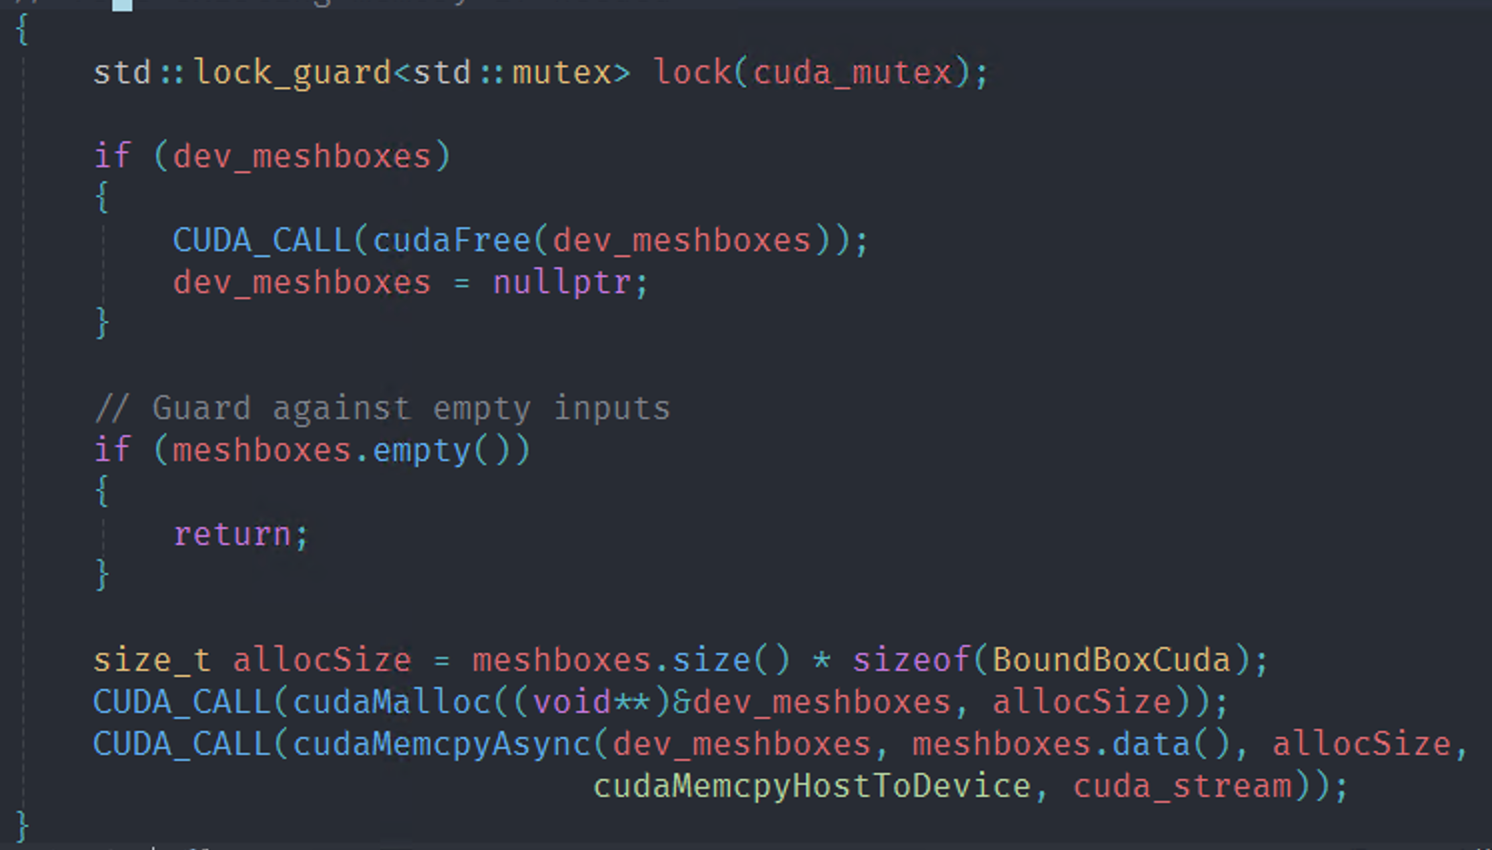 {
    std::lock_guard<std::mutex> lock(cuda_mutex);
    if (dev_meshboxes)
    {
        CUDA_CALL(cudaFree(dev_meshboxes));
        dev_meshboxes = nullptr;
    }
    // Guard against empty inputs
    if (meshboxes.empty())
    {
        return;
    }
    size_t allocSize = meshboxes.size() * sizeof(BoundBoxCuda);
    CUDA_CALL(cudaMalloc((void**)&dev_meshboxes, allocSize));
    CUDA_CALL(cudaMemcpyAsync(dev_meshboxes, meshboxes.data(), allocSize,
                             cudaMemcpyHostToDevice, cuda_stream));
}